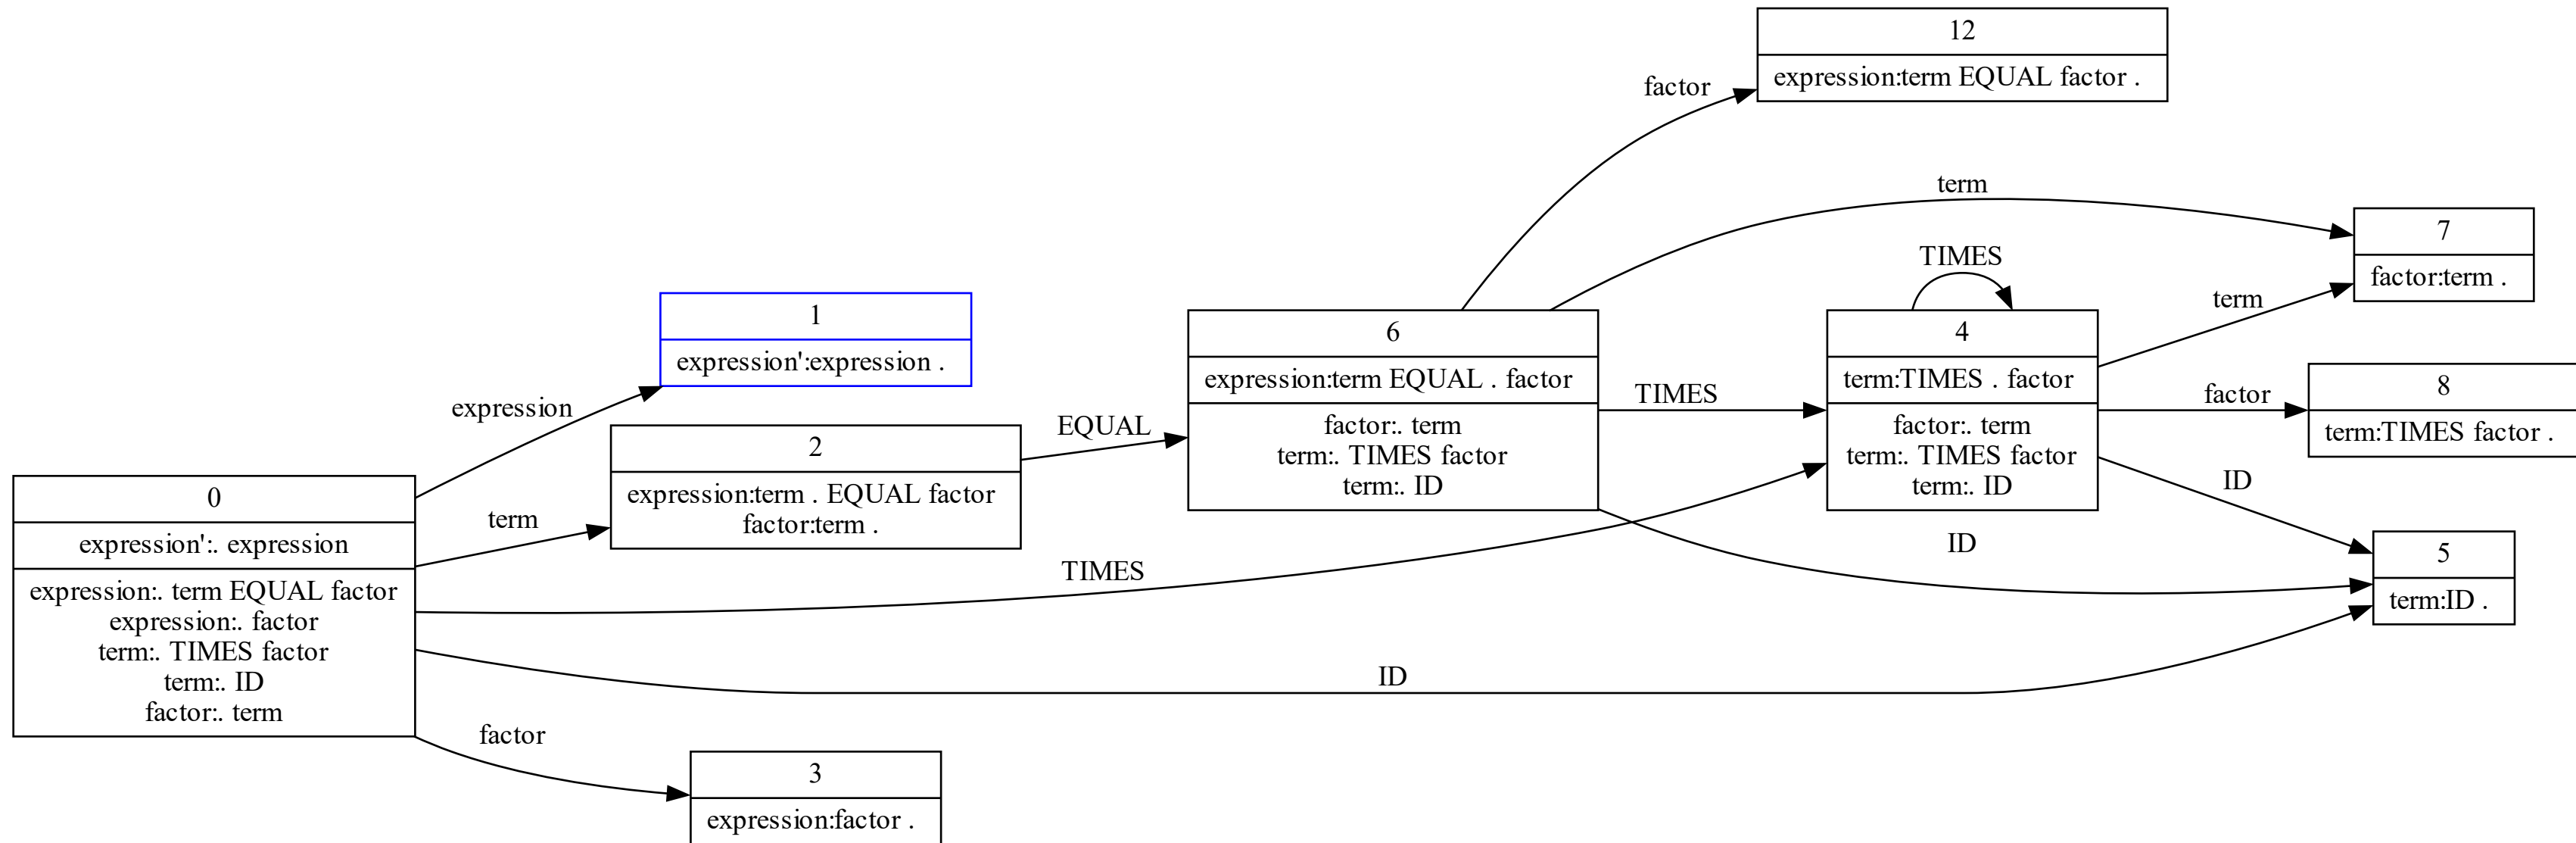 12
expression:term EQUAL factor .
factor
term
7
factor:term .
TIMES
term
1
expression':expression .
6
expression:term EQUAL . factor
factor:. term
term:. TIMES factor
term:. ID
TIMES
4
term:TIMES . factor
factor:. term
term:. TIMES factor
term:. ID
factor
8
term:TIMES factor .
expression
EQUAL
2
expression:term . EQUAL factor
factor:term .
ID
0
expression':. expression
expression:. term EQUAL factor
expression:. factor
term:. TIMES factor
term:. ID
factor:. term
term
TIMES
ID
5
term:ID .
ID
factor
3
expression:factor .